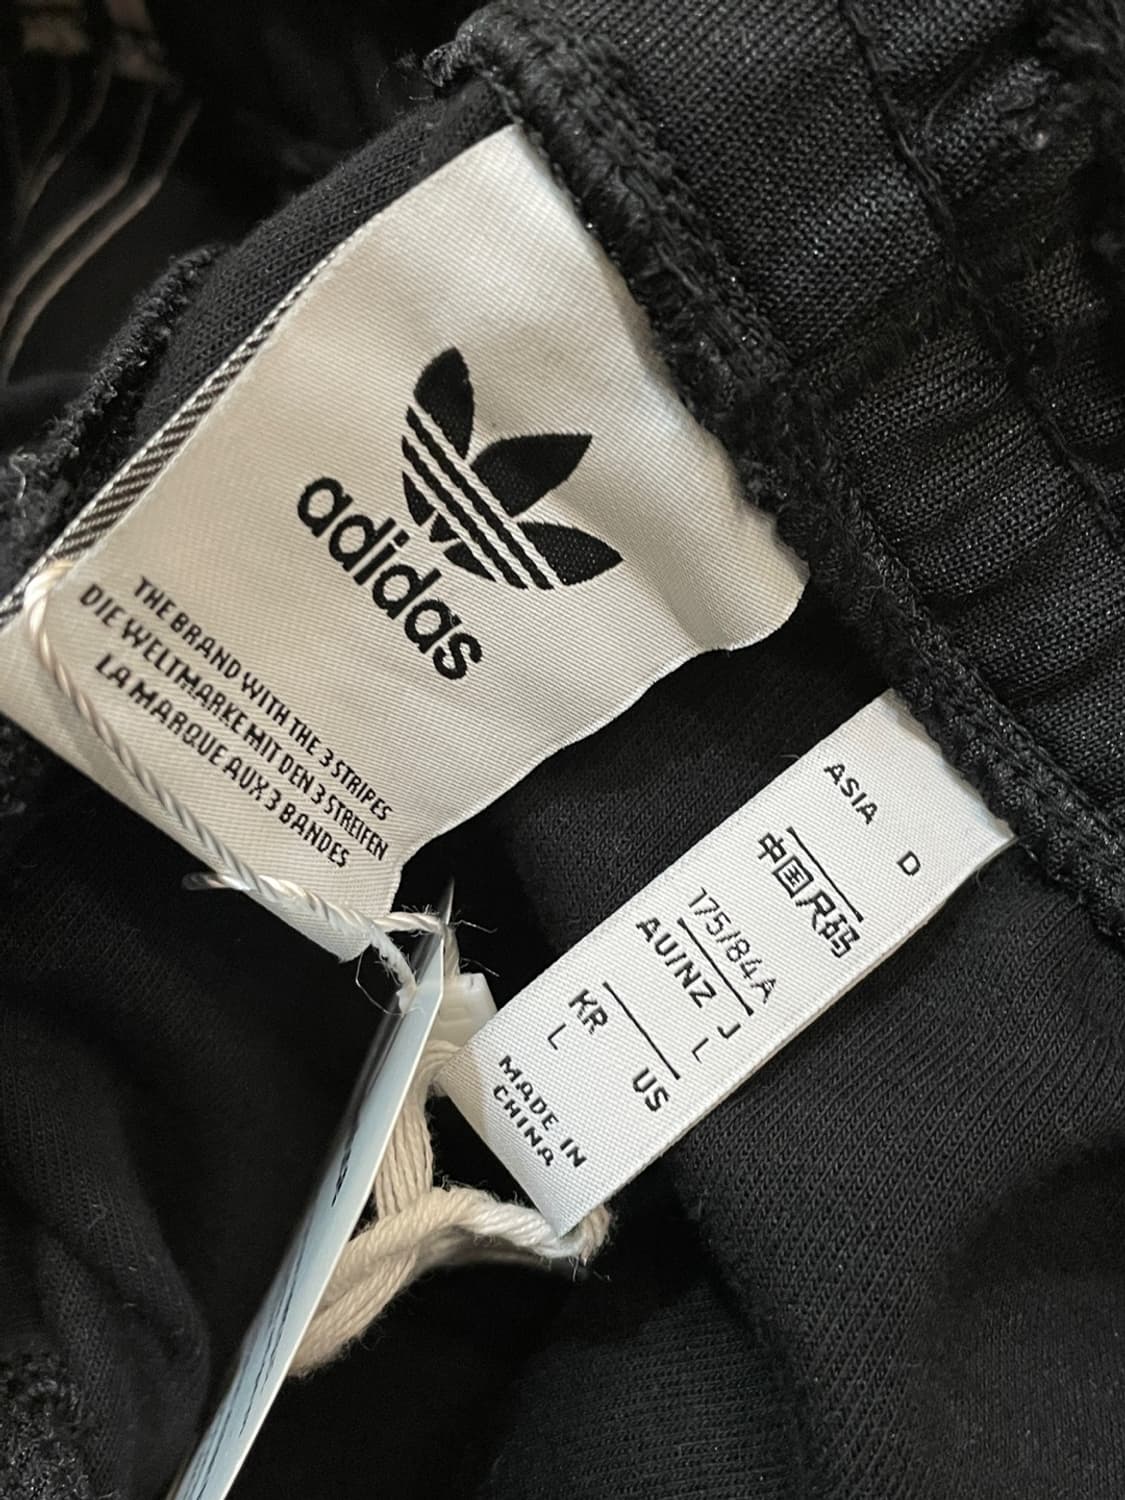 adidas
THE BRAND WITH THE 3 STRIPES
DIE WELTMARKE MIT DEN 3 STREIFEN
LA MARQUE AUX 3 BANDES
ASIA D
中国尺码
175/84A
AU/NZ J
L
KR US
L
MADE IN
CHINA